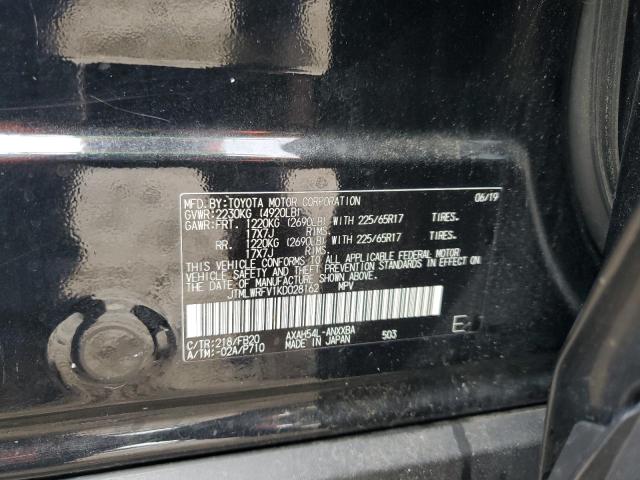 MFD. BY: TOYOTA MOTOR CORPORATION 06/19
GVWR: 2230KG (4920LB)
GAWR: FRT. 1220KG (2690LB) WITH 225/65R17 TIRES.
17X7J RIMS.
RR. 1220KG (2690LB) WITH 225/65R17 TIRES.
17X7J RIMS.
THIS VEHICLE CONFORMS TO ALL APPLICABLE FEDERAL MOTOR
VEHICLE SAFETY AND THEFT PREVENTION STANDARDS IN EFFECT ON
THE DATE OF MANUFACTURE SHOWN ABOVE.
JTMLWRFV1KD028162 MPV
C/TR: 218/FB20 AXAH54L-ANXXBA
A/TM: -02A/P710 MADE IN JAPAN 503
E